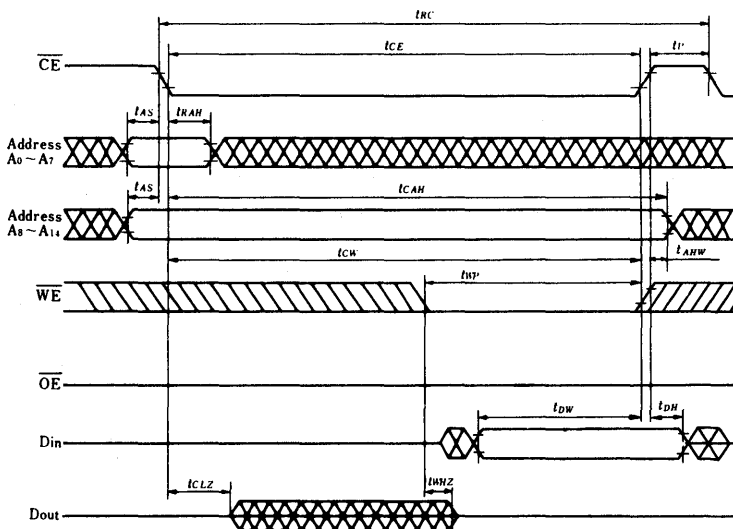 tRC
tCE
tP
CE
tAS
tRAH
Address
A0~A7
tAS
tCAH
Address
A8~A14
tCW
tAHW
tWP
WE
OE
tDW
tDH
Din
tCLZ
tWHZ
Dout